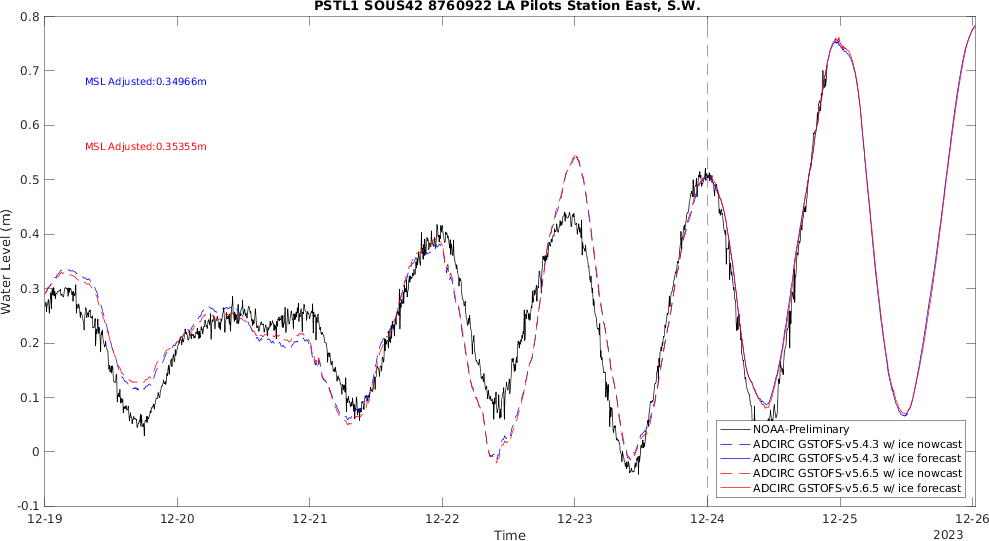 PSTL1 SOUS42 8760922 LA Pilots Station East, S.W.
0.8
0.7
0.6
0.5
0.4
0.3
0.2
0.1
0
-0.1
Water Level (m)
MSL Adjusted:0.34966m
MSL Adjusted:0.35355m
NOAA-Preliminary
ADCIRC GSTOFS-v5.4.3 w/ ice nowcast
ADCIRC GSTOFS-v5.4.3 w/ ice forecast
ADCIRC GSTOFS-v5.6.5 w/ ice nowcast
ADCIRC GSTOFS-v5.6.5 w/ ice forecast
12-19 12-20 12-21 12-22 12-23 12-24 12-25 12-26
Time
2023